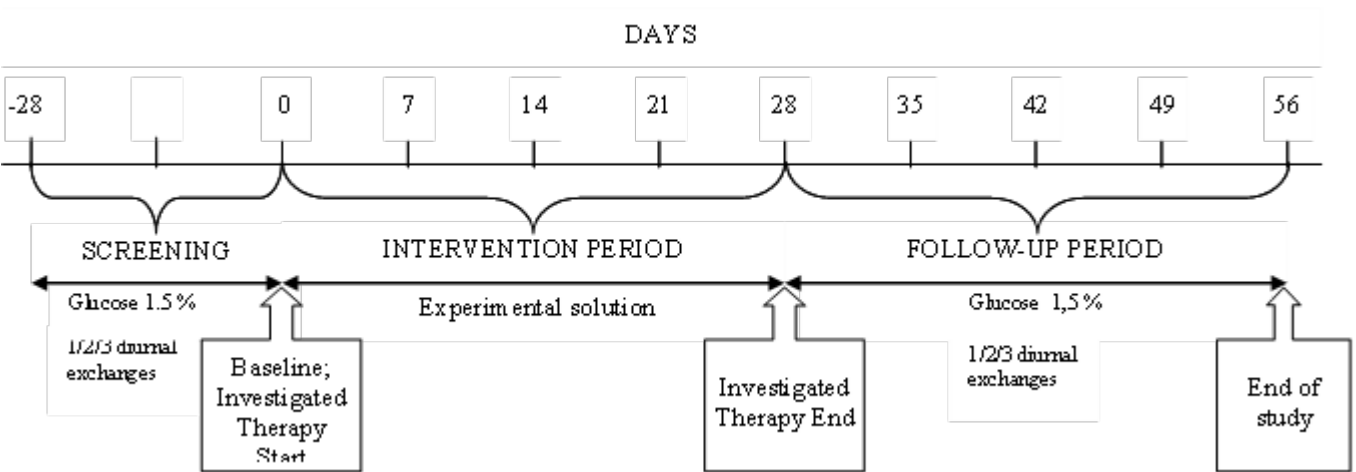 DAYS
-28 0 7 14 21 28 35 42 49 56
SCREENING INTERVENTION PERIOD FOLLOW-UP PERIOD
Glucose 1.5% Experimental solution Glucose 1,5%
1/2/3 diurnal
exchanges
1/2/3 diurnal
exchanges
Baseline;
Investigated
Therapy
Start
Investigated
Therapy End
End of
study